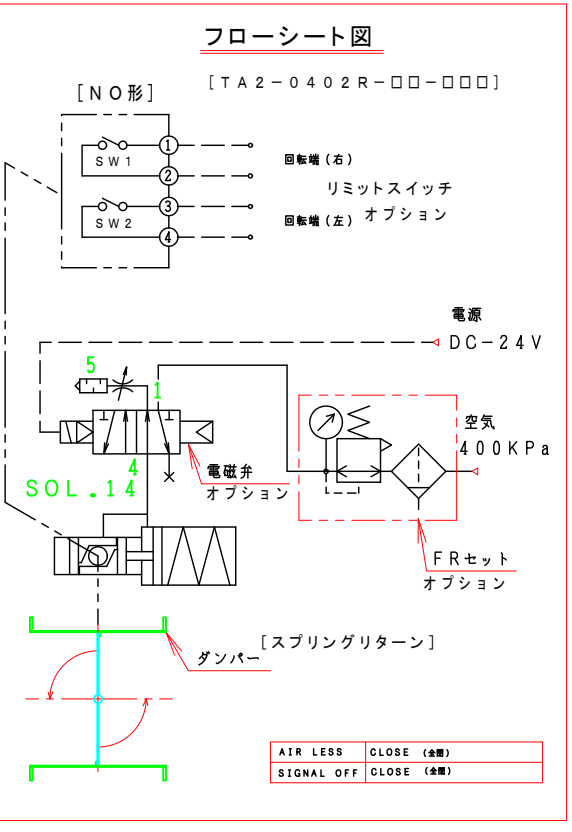 フローシート図
[TA2-0402R-□□-□□□]
[NO形]
SW1
1
2
回転端(右)
リミットスイッチ
オプション
SW2
3
4
回転端(左)
電源
DC-24V
5
1
4
SOL.14
電磁弁
オプション
空気
400KPa
FRセット
オプション
[スプリングリターン]
ダンパー
AIR LESS CLOSE (全閉)
SIGNAL OFF CLOSE (全閉)